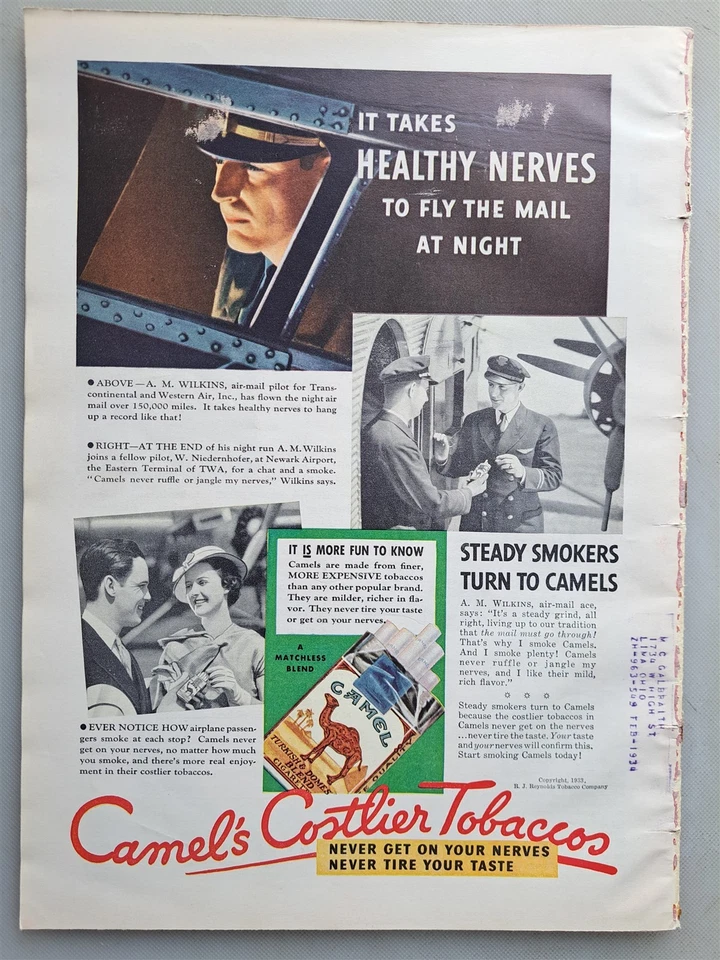 IT TAKES
HEALTHY NERVES
TO FLY THE MAIL
AT NIGHT
● ABOVE—A. M. WILKINS, air-mail pilot for Trans-
continental and Western Air, Inc., has flown the night air
mail over 150,000 miles. It takes healthy nerves to hang
up a record like that!
● RIGHT—AT THE END of his night run A. M. Wilkins
joins a fellow pilot, W. Niedernhofer, at Newark Airport,
the Eastern Terminal of TWA, for a chat and a smoke.
"Camels never ruffle or jangle my nerves," Wilkins says.
● EVER NOTICE HOW airplane passen-
gers smoke at each stop? Camels never
get on your nerves, no matter how much
you smoke, and there's more real enjoy-
ment in their costlier tobaccos.
IT IS MORE FUN TO KNOW
Camels are made from finer,
MORE EXPENSIVE tobaccos
than any other popular brand.
They are milder, richer in fla-
vor. They never tire your taste
or get on your nerves.
A
MATCHLESS
BLEND
CAMEL
TURKISH & DOMESTIC
BLEND
CIGARETTES
QUALITY
STEADY SMOKERS
TURN TO CAMELS
A. M. WILKINS, air-mail ace,
says: "It's a steady grind, all
right, living up to our tradition
that the mail must go through!
That's why I smoke Camels.
And I smoke plenty! Camels
never ruffle or jangle my
nerves, and I like their mild,
rich flavor."
Steady smokers turn to Camels
because the costlier tobaccos in
Camels never get on the nerves
...never tire the taste. Your taste
and your nerves will confirm this.
Start smoking Camels today!
Copyright, 1933,
R. J. Reynolds Tobacco Company
Camel's Costlier Tobaccos
NEVER GET ON YOUR NERVES
NEVER TIRE YOUR TASTE
M C GALBRAITH
1734 W HIGH ST
LIMA OHIO
FEB-1934